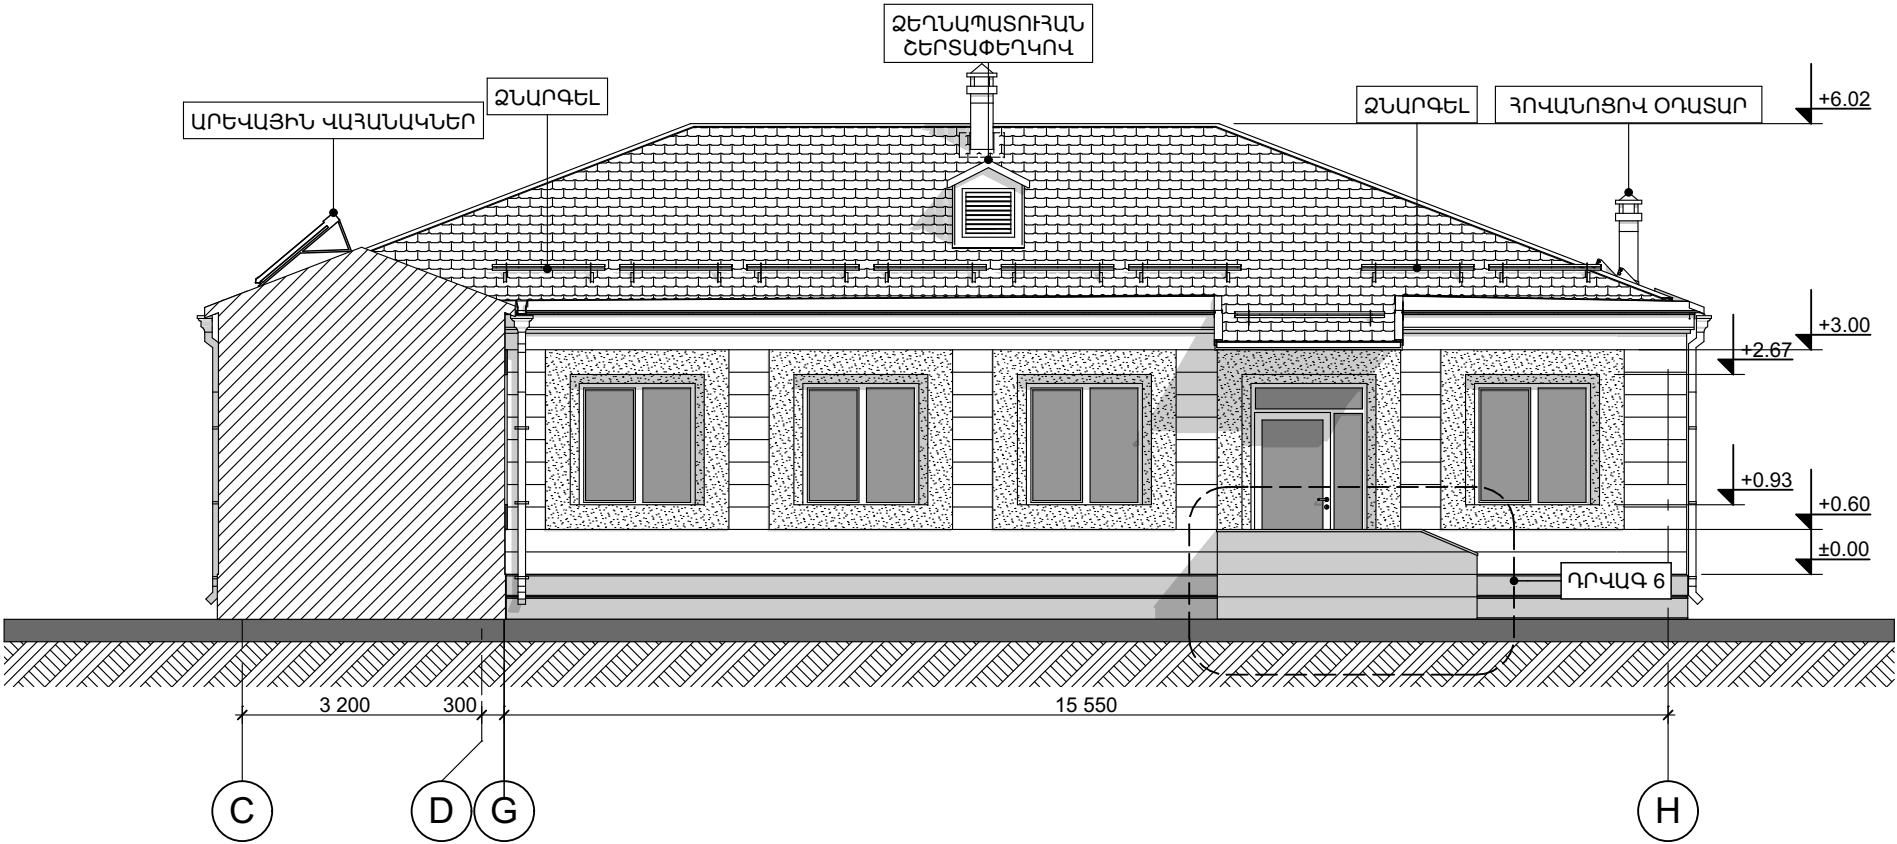 ՁԵՂՆԱՊԱՏՈՒՀԱՆ
ՇԵՐՏԱՓԵՂԿՈՎ
ԱՐԵՎԱՅԻՆ ՎԱՀԱՆԱԿՆԵՐ
ՁՆԱՐԳԵԼ
ՁՆԱՐԳԵԼ
ՀՈՎԱՆՈՑՈՎ ՕԴԱՏԱՐ
+6.02
+3.00
+2.67
+0.93
+0.60
±0.00
ԴՐՎԱԳ 6
3 200
300
15 550
C
D
G
H